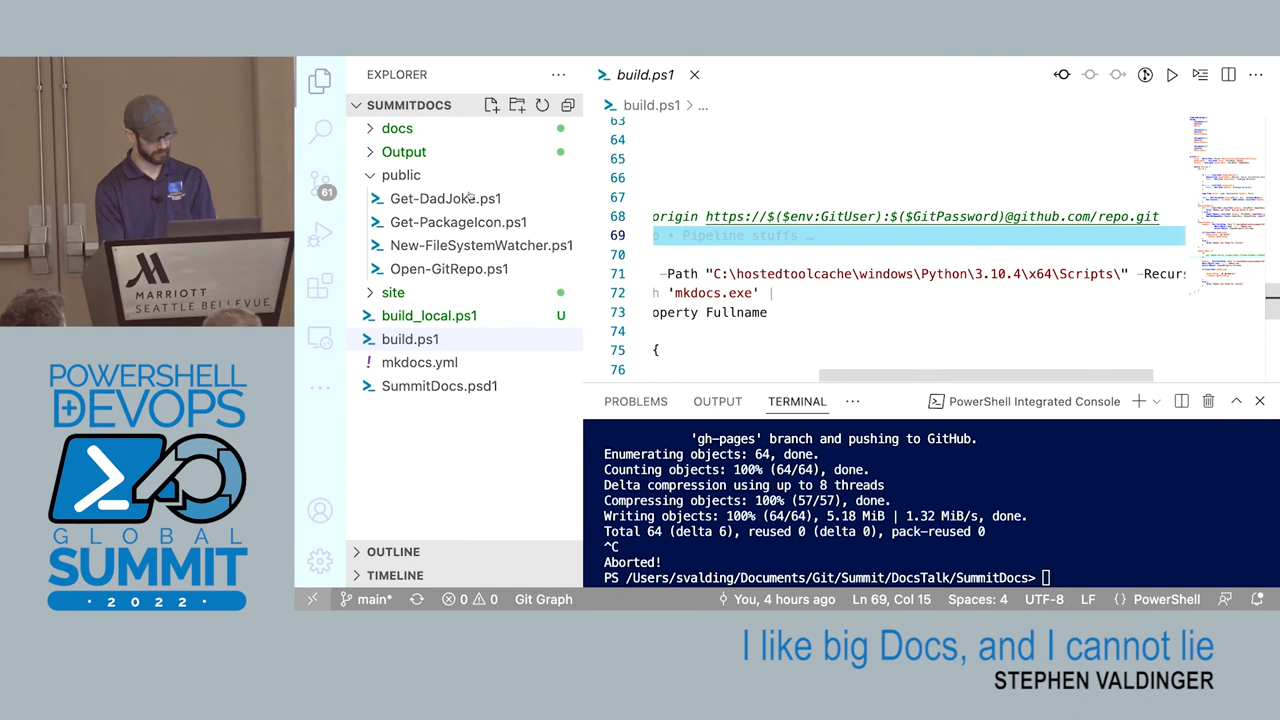 EXPLORER
SUMMITDOCS
docs
Output
public
Get-DadJoke.ps1
New-FileSystemWatcher.ps1
Open-GitRepo.ps1
site
build_local.ps1 U
build.ps1
mkdocs.yml
SummitDocs.psd1
OUTLINE
TIMELINE
61
build.ps1
build.ps1 > ...
63
64
65
66
67
68 origin https://$($env:GitUser):$($GitPassword)@github.com/repo.git
69 • Pipeline stuffs …
70
71 -Path "C:\hostedtoolcache\windows\Python\3.10.4\x64\Scripts\" -Recurs
72 'mkdocs.exe' |
73 operty Fullname
74
75 {
76
PROBLEMS OUTPUT TERMINAL PowerShell Integrated Console
'gh-pages' branch and pushing to GitHub.
Enumerating objects: 64, done.
Counting objects: 100% (64/64), done.
Delta compression using up to 8 threads
Compressing objects: 100% (57/57), done.
Writing objects: 100% (64/64), 5.18 MiB | 1.32 MiB/s, done.
Total 64 (delta 6), reused 0 (delta 0), pack-reused 0
^C
Aborted!
PS /Users/svalding/Documents/Git/Summit/DocsTalk/SummitDocs>
main* 0 0 Git Graph You, 4 hours ago Ln 69, Col 15 Spaces: 4 UTF-8 LF {} PowerShell
MARRIOTT
SEATTLE BELLEVUE
POWERSHELL
DEVOPS
GLOBAL
SUMMIT
· 2 0 2 2 ·
I like big Docs, and I cannot lie
STEPHEN VALDINGER